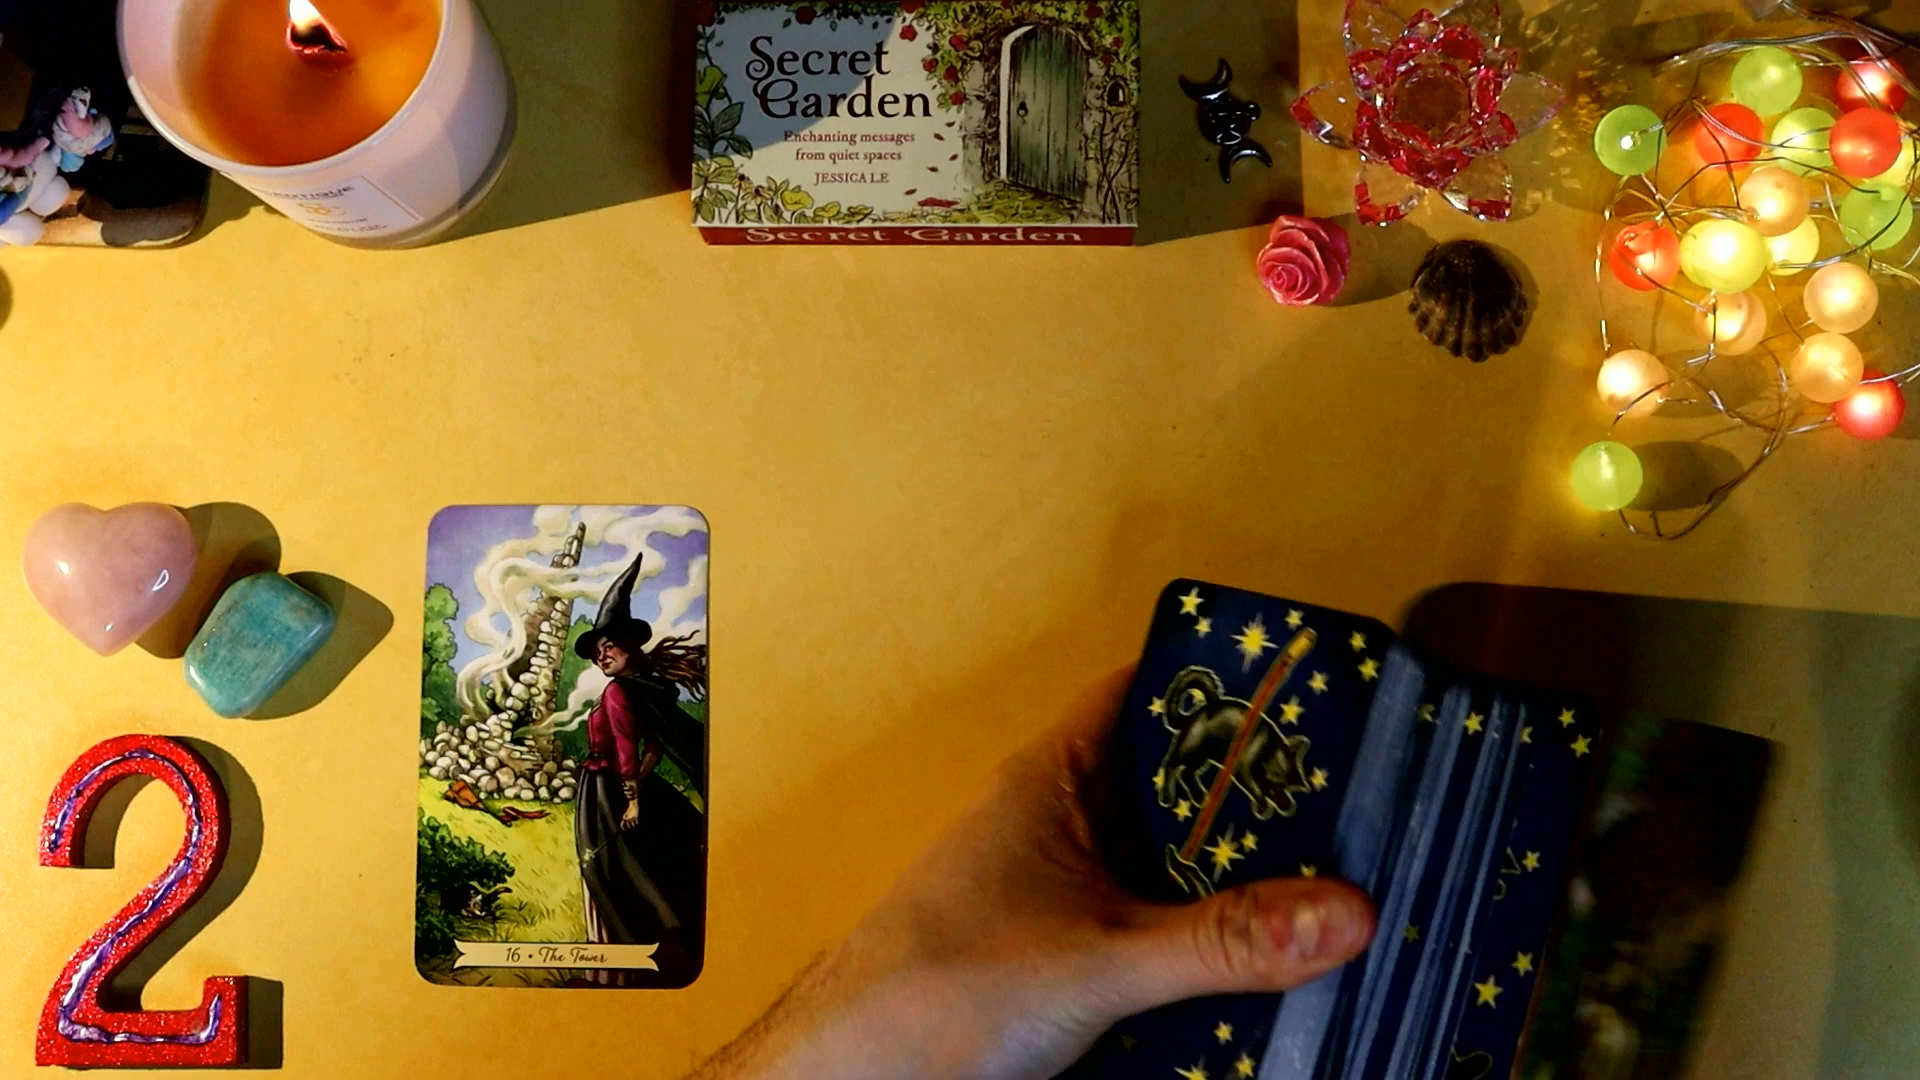 Secret
Garden
Enchanting messages
from quiet spaces
JESSICA LE
Secret Garden
2
16 • The Tower